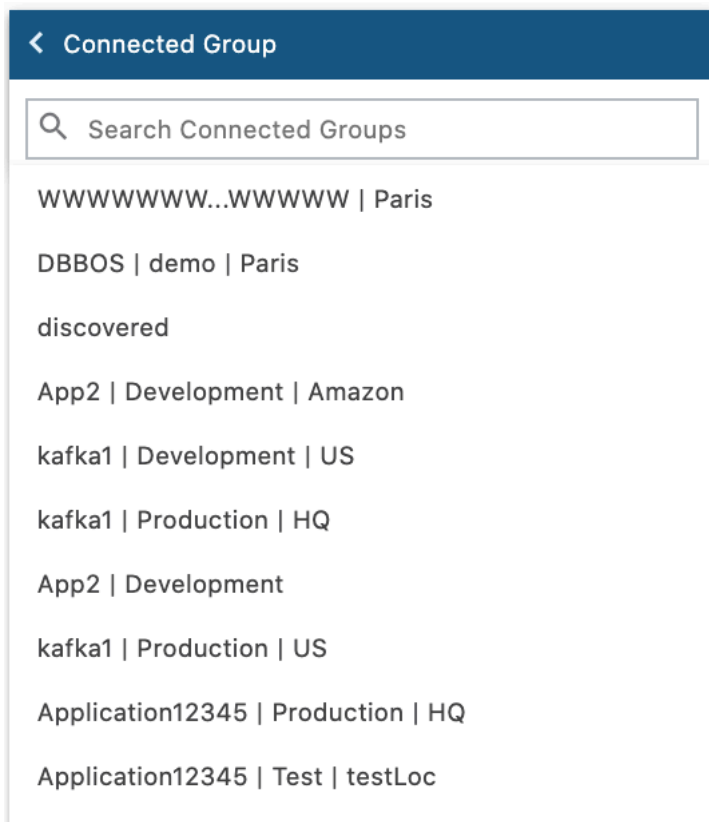 Connected Group
Search Connected Groups
WWWWWWW...WWWWW | Paris
DBBOS | demo | Paris
discovered
App2 | Development | Amazon
kafka1 | Development | US
kafka1 | Production | HQ
App2 | Development
kafka1 | Production | US
Application12345 | Production | HQ
Application12345 | Test | testLoc